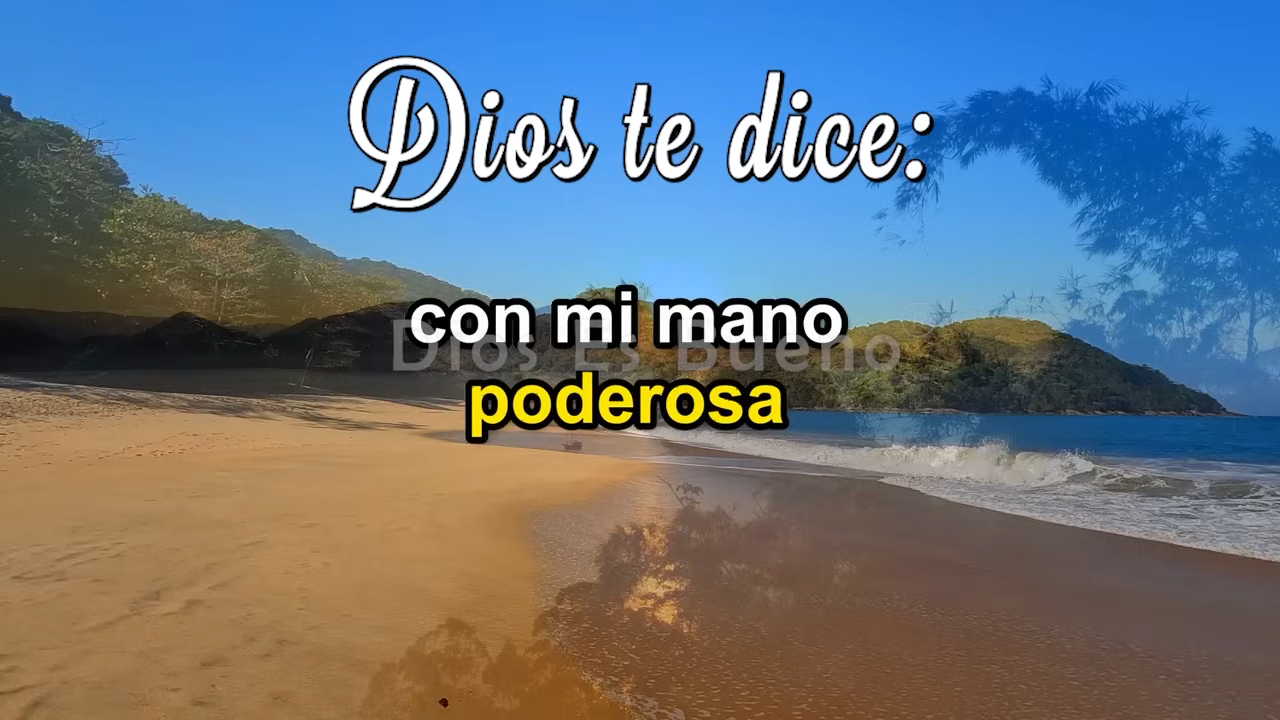 Dios te dice:
con mi mano
Dios Es Bueno
poderosa